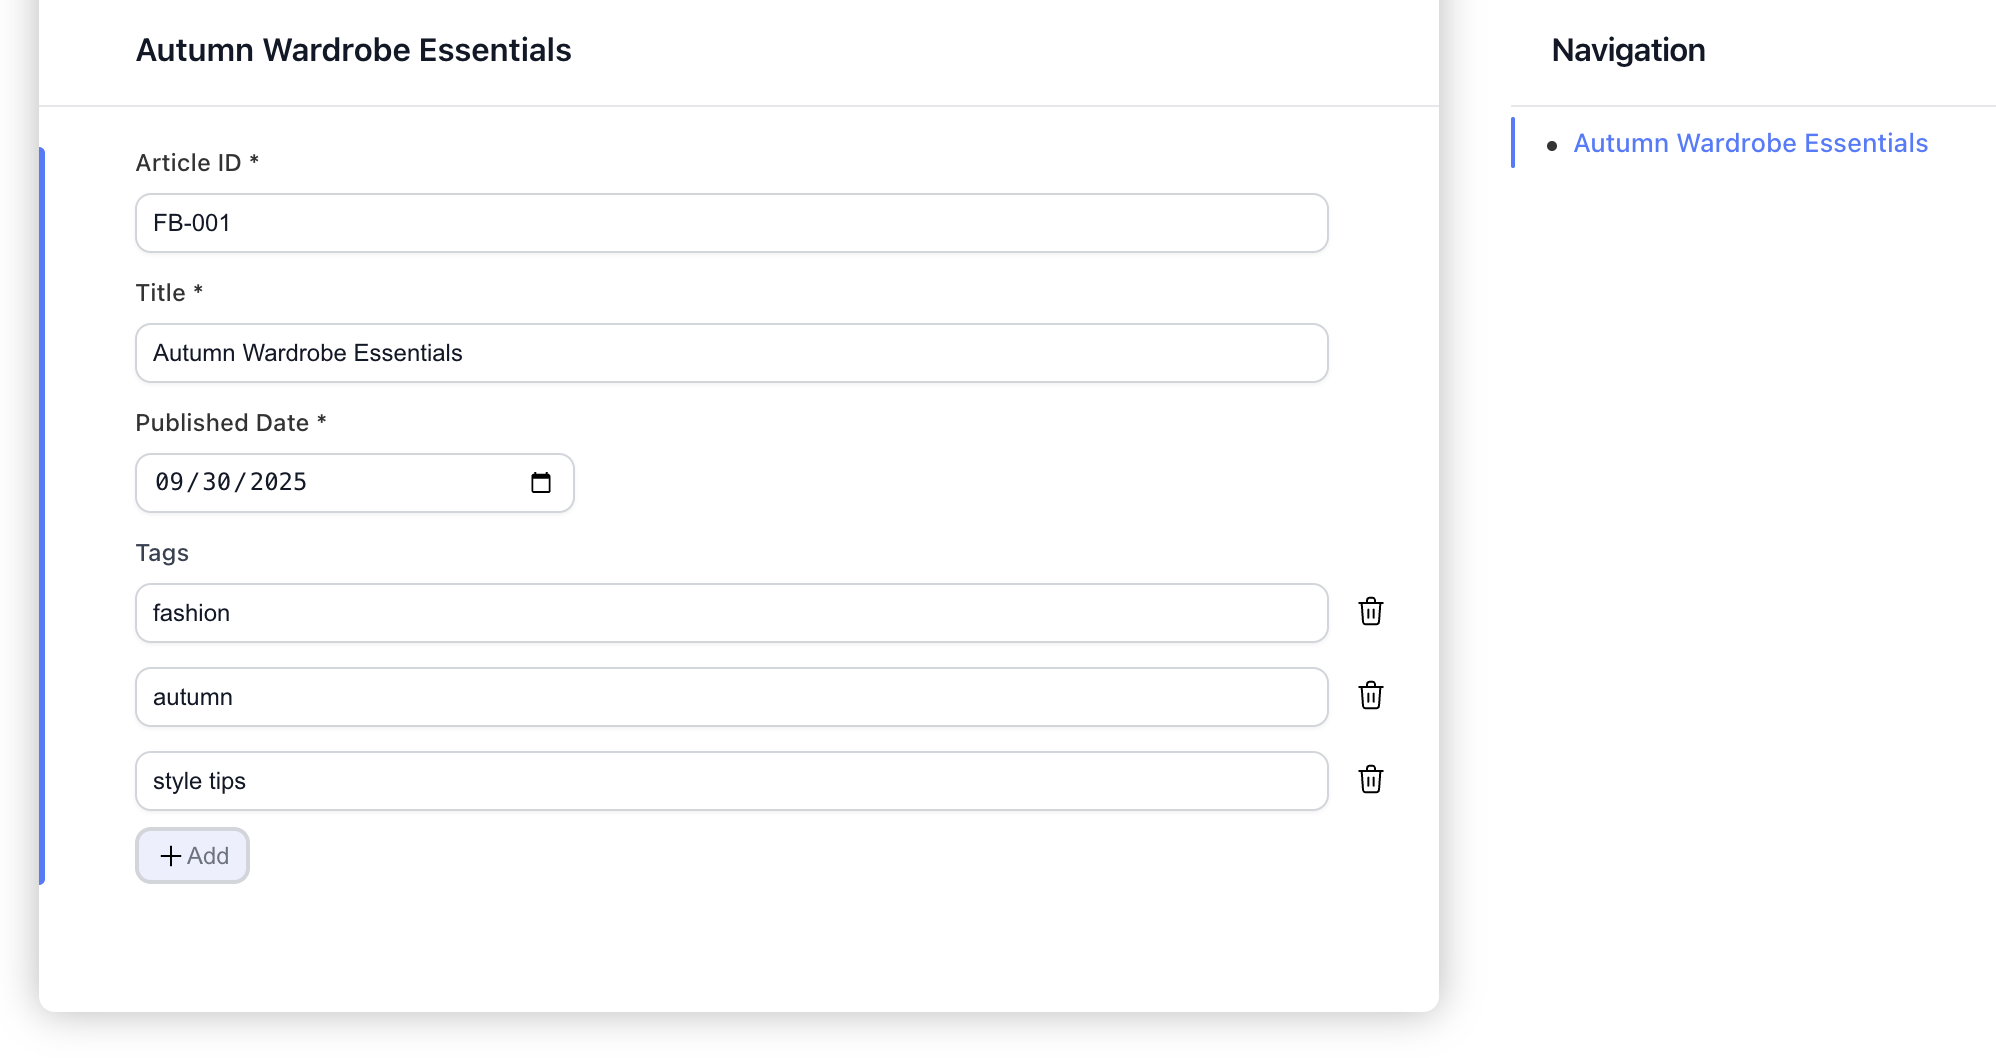 Autumn Wardrobe Essentials
Article ID *
FB-001
Title *
Autumn Wardrobe Essentials
Published Date *
09/30/2025
Tags
fashion
autumn
style tips
Add
Navigation
Autumn Wardrobe Essentials